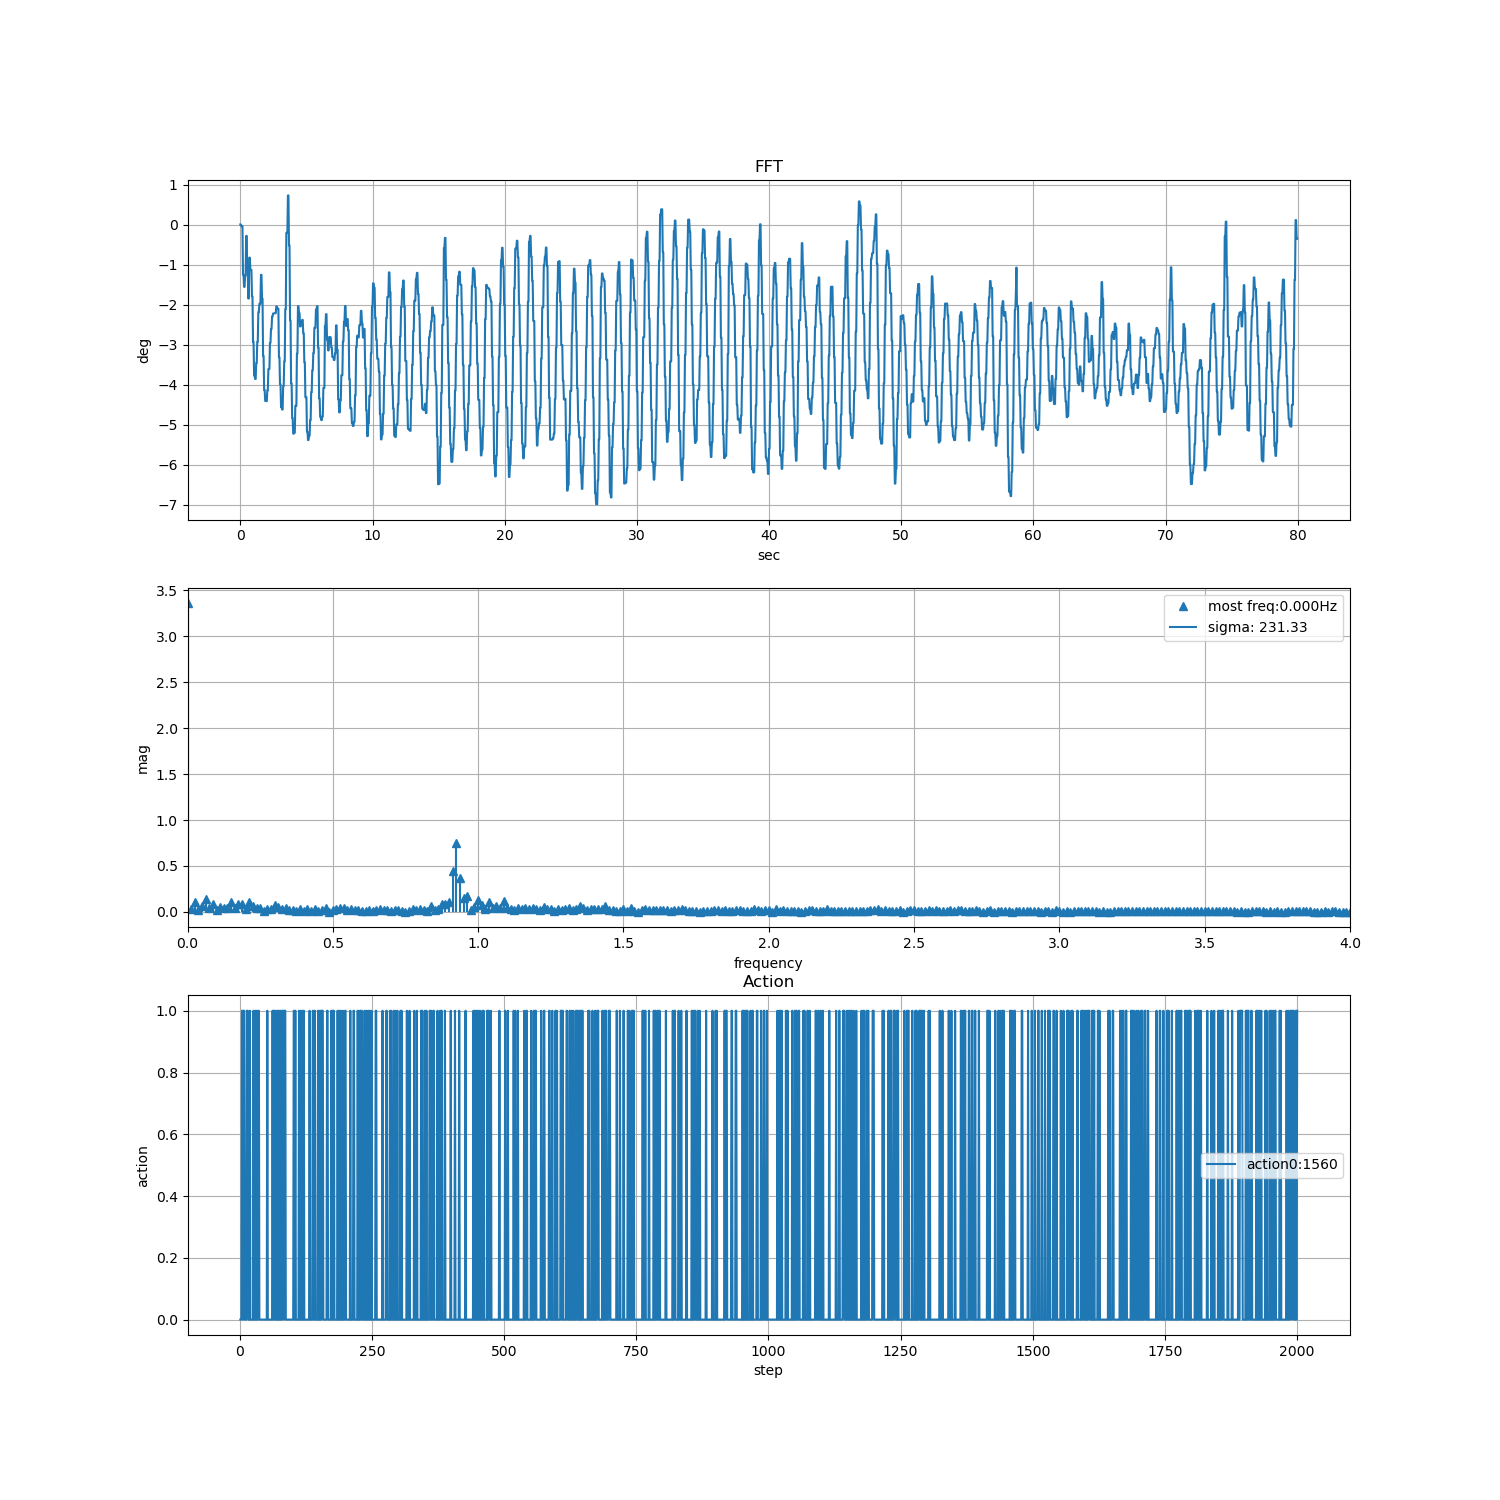 FFT
1
0
−1
−2
−3
−4
−5
−6
−7
deg
0 10 20 30 40 50 60 70 80
sec
3.5
3.0
2.5
2.0
1.5
1.0
0.5
0.0
mag
most freq:0.000Hz
sigma: 231.33
0.0 0.5 1.0 1.5 2.0 2.5 3.0 3.5 4.0
frequency
Action
1.0
0.8
0.6
0.4
0.2
0.0
action
action0:1560
0 250 500 750 1000 1250 1500 1750 2000
step